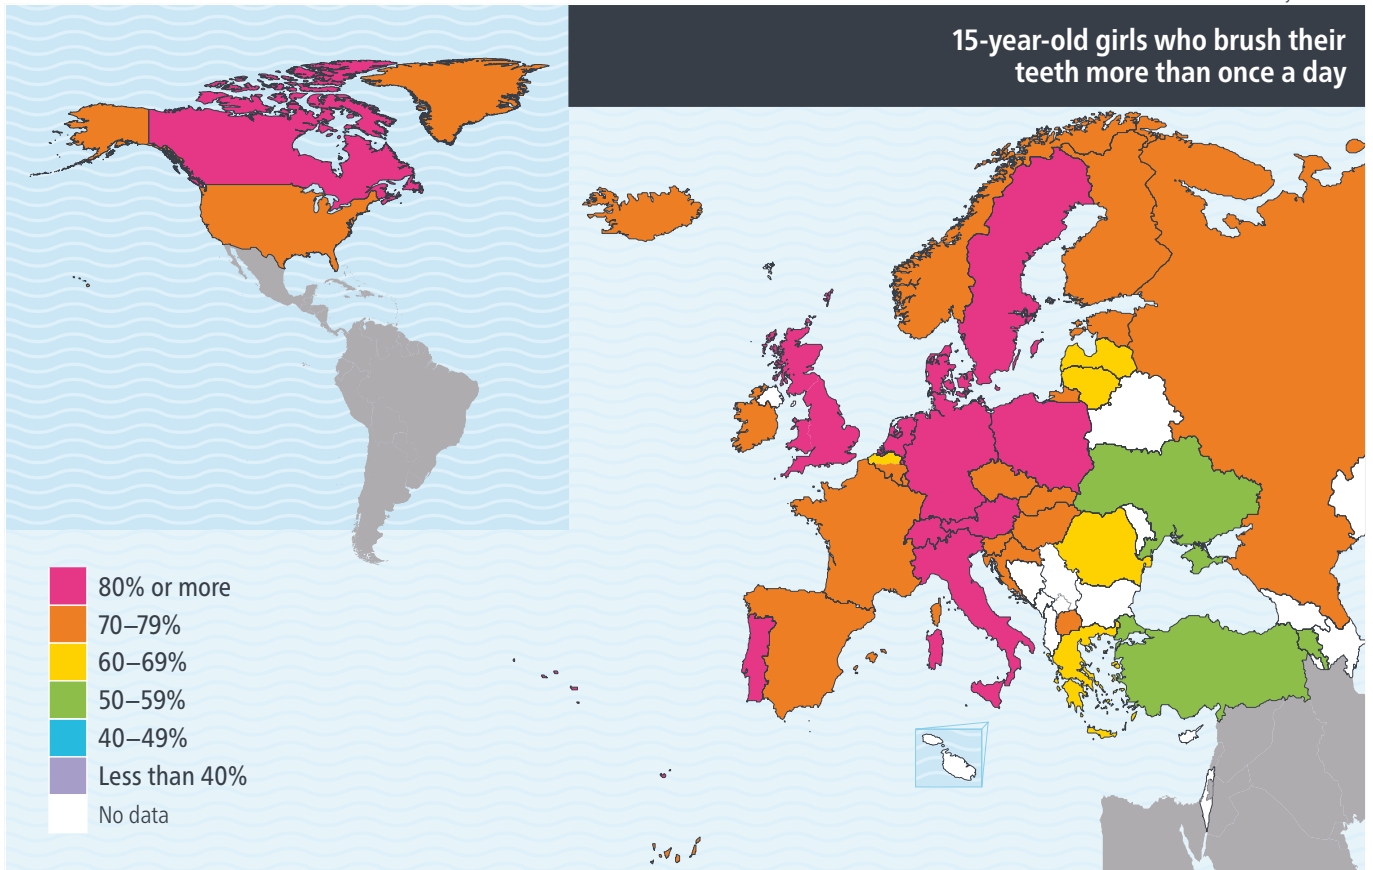 15-year-old girls who brush their
teeth more than once a day
80% or more
70–79%
60–69%
50–59%
40–49%
Less than 40%
No data